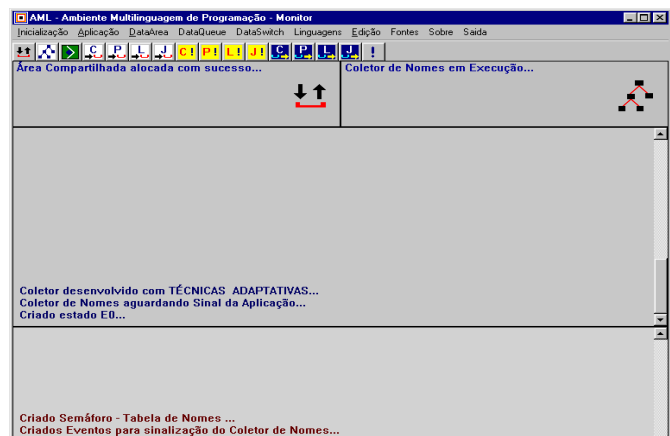 AML - Ambiente Multilinguagem de Programação - Monitor
Inicialização Aplicação DataArea DataQueue DataSwitch Linguagens Edição Fontes Sobre Saida
C P L J C! P! L! J! C P L J !
Área Compartilhada alocada com sucesso...
Coletor de Nomes em Execução...
Coletor desenvolvido com TÉCNICAS ADAPTATIVAS...
Coletor de Nomes aguardando Sinal da Aplicação...
Criado estado E0...
Criado Semáforo - Tabela de Nomes ...
Criados Eventos para sinalização do Coletor de Nomes...